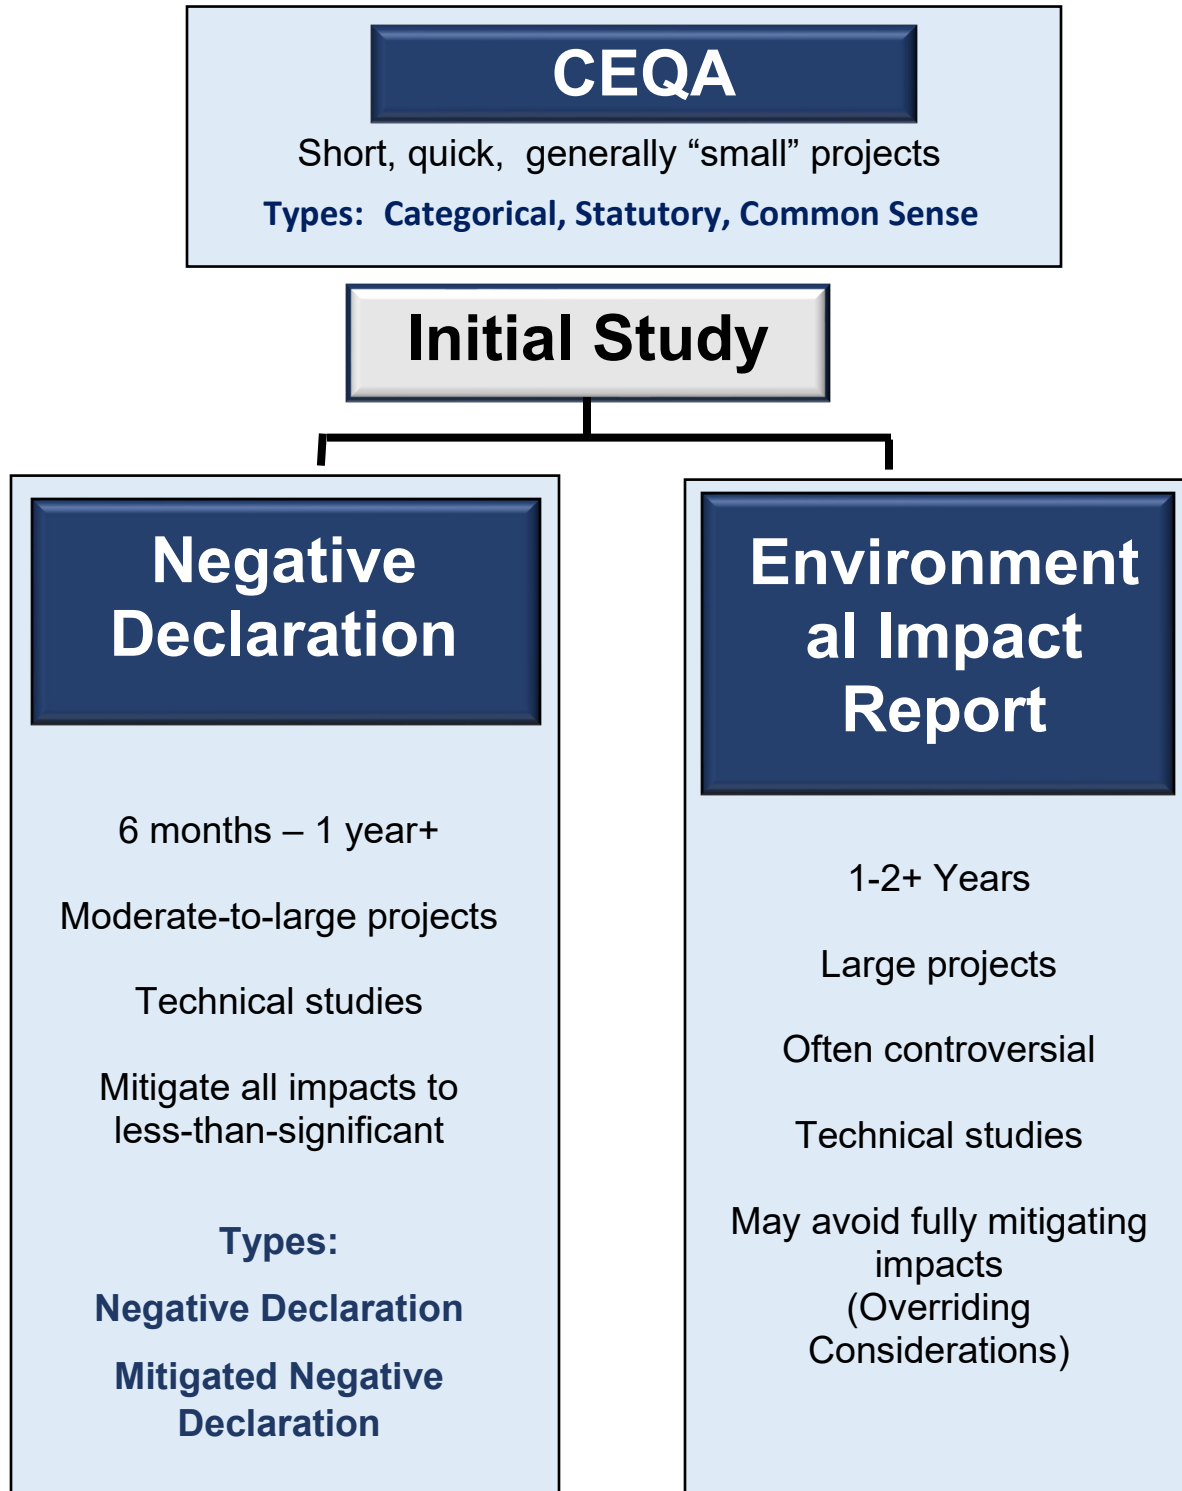 CEQA
Short, quick, generally “small” projects
Types: Categorical, Statutory, Common Sense
Initial Study
Negative
Declaration
6 months – 1 year+
Moderate-to-large projects
Technical studies
Mitigate all impacts to
less-than-significant
Types:
Negative Declaration
Mitigated Negative
Declaration
Environment
al Impact
Report
1-2+ Years
Large projects
Often controversial
Technical studies
May avoid fully mitigating
impacts
(Overriding
Considerations)